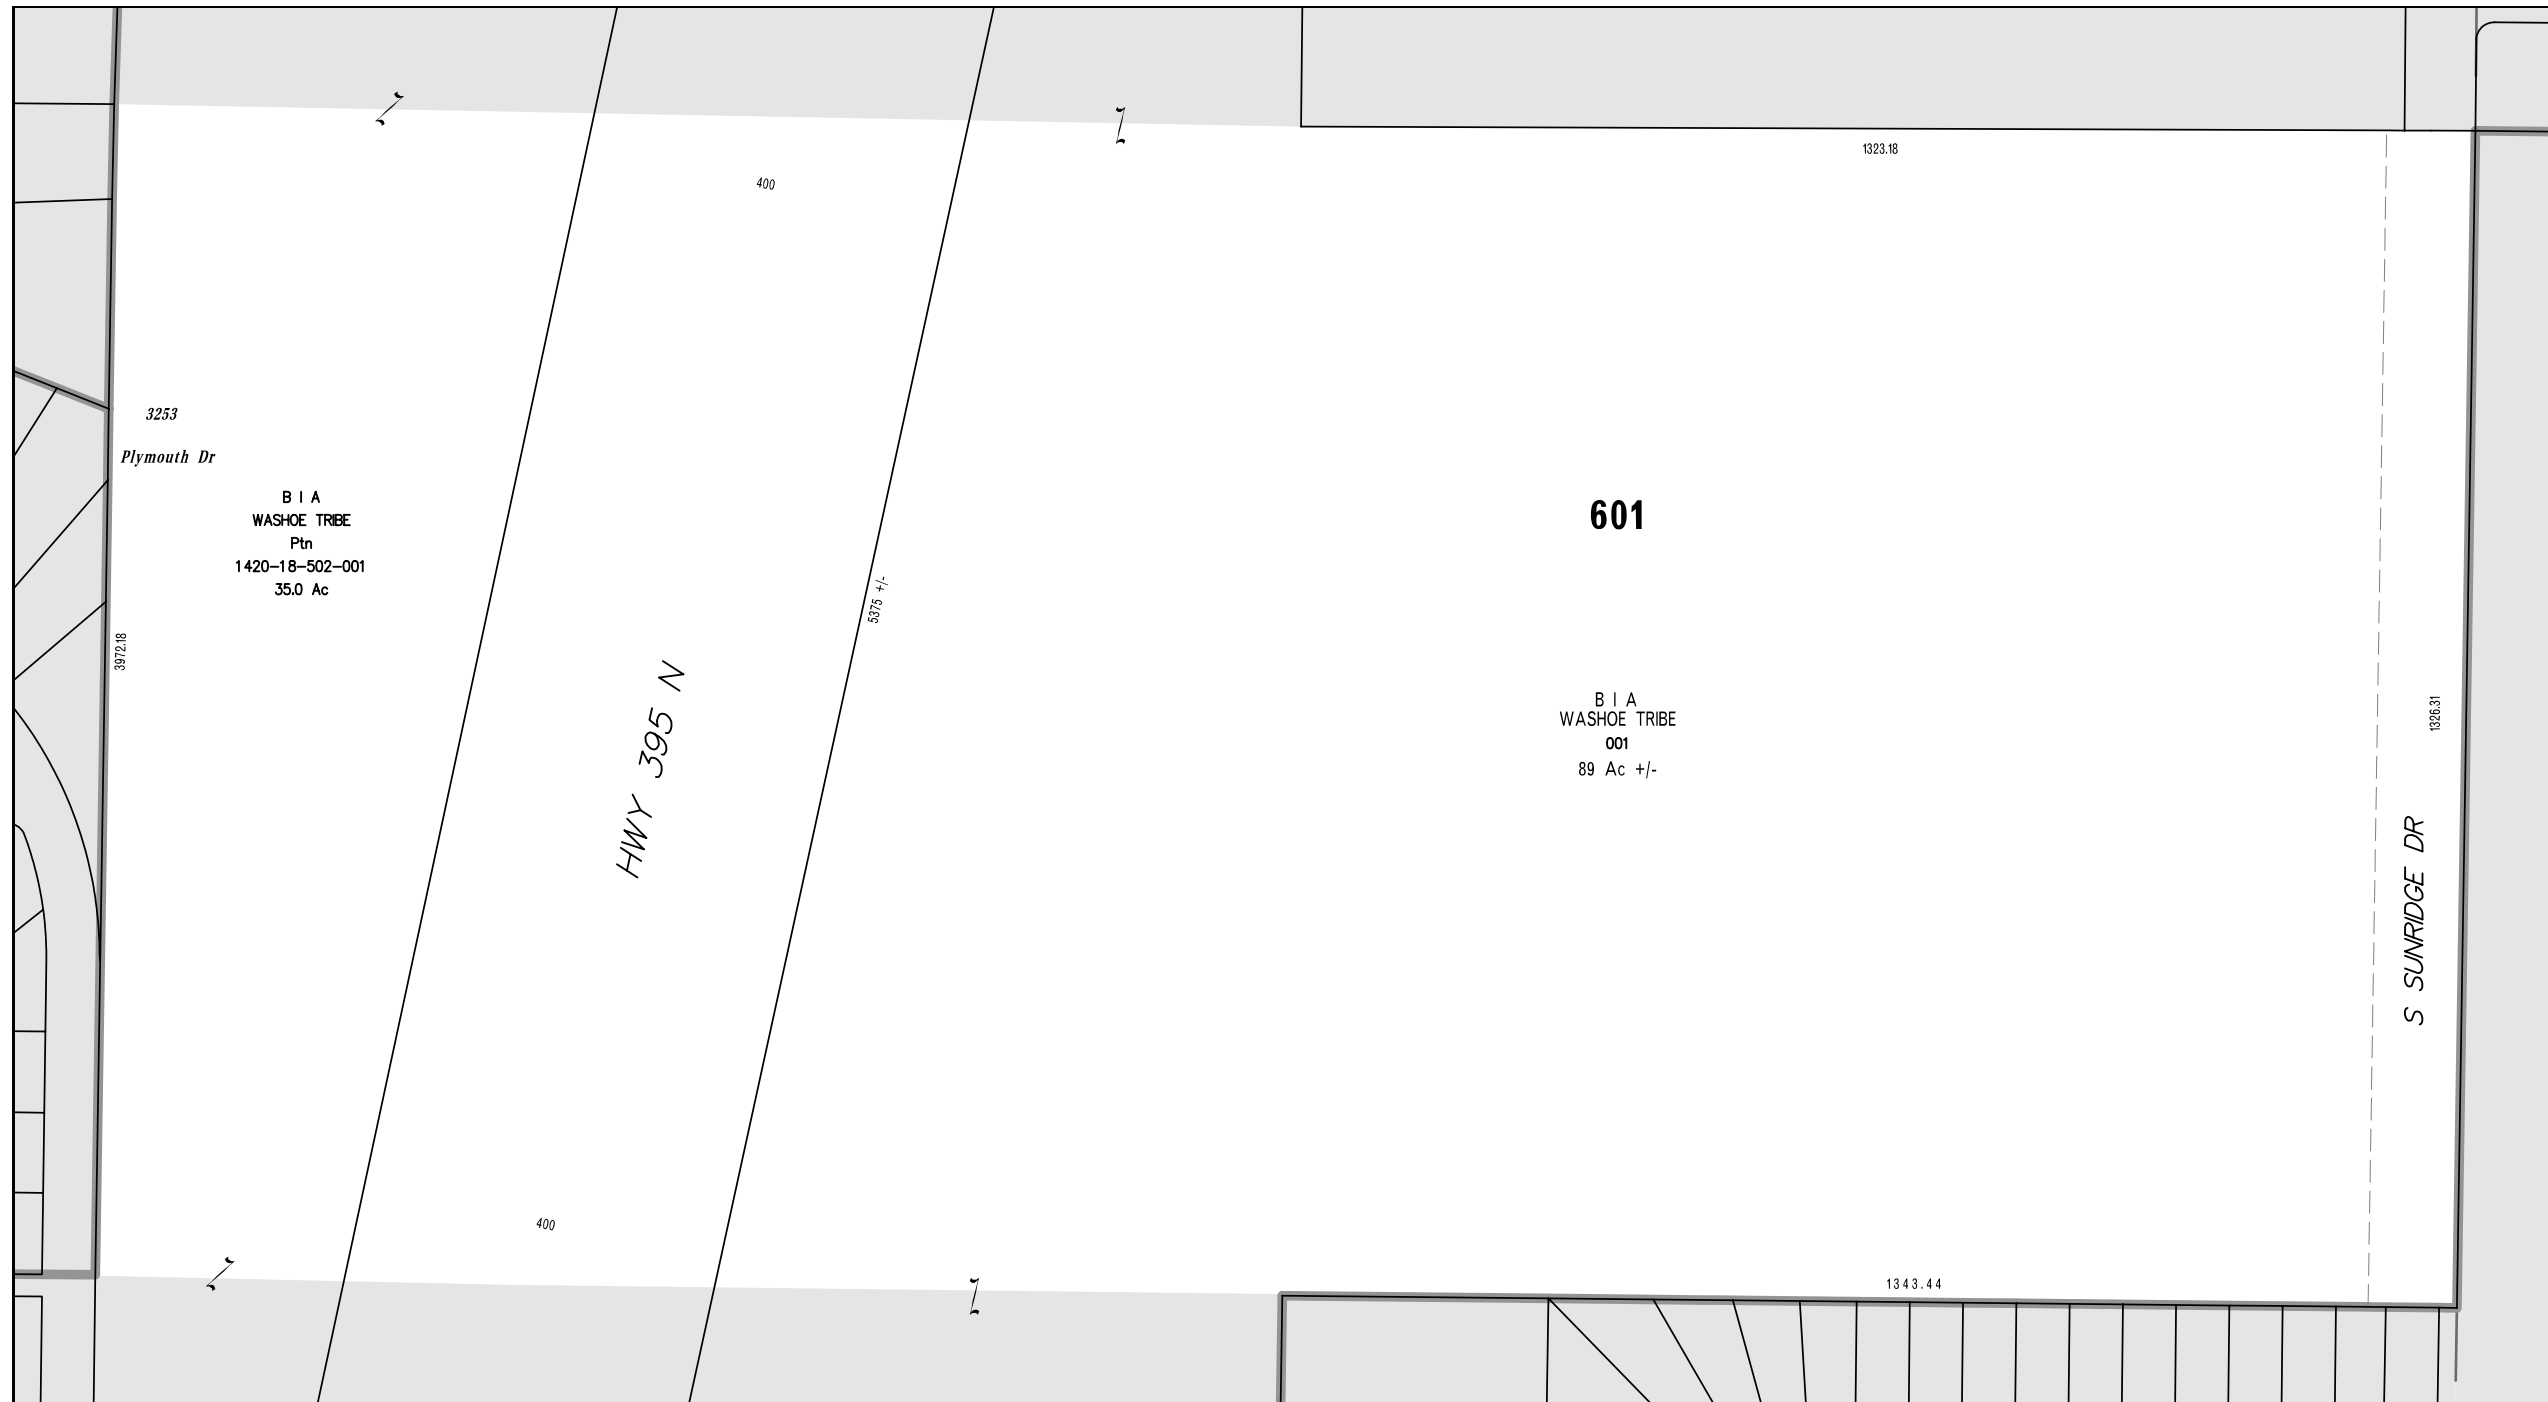 1323.18
400
3253
Plymouth Dr
B I A
WASHOE TRIBE
Ptn
1420-18-502-001
35.0 Ac
3972.18
5375 +/-
HWY 395 N
601
B I A
WASHOE TRIBE
001
89 Ac +/-
1326.31
S SUNRIDGE DR
400
1343.44